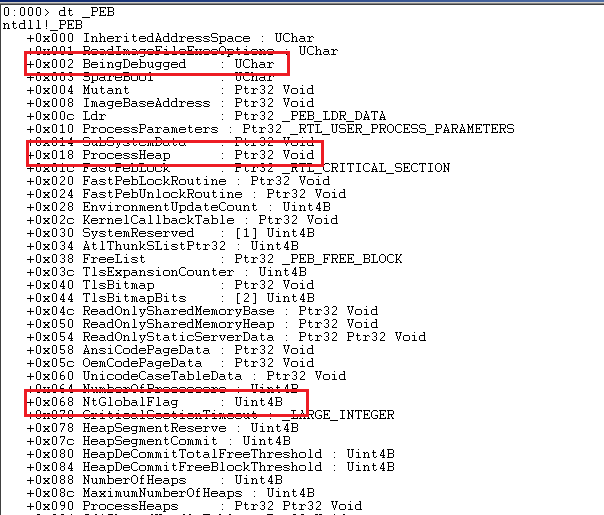 0:000> dt _PEB
ntdll!_PEB
+0x000 InheritedAddressSpace : UChar
+0x001 ReadImageFileExecOptions : UChar
+0x002 BeingDebugged : UChar
+0x003 SpareBool : UChar
+0x004 Mutant : Ptr32 Void
+0x008 ImageBaseAddress : Ptr32 Void
+0x00c Ldr : Ptr32 _PEB_LDR_DATA
+0x010 ProcessParameters : Ptr32 _RTL_USER_PROCESS_PARAMETERS
+0x014 SubSystemData : Ptr32 Void
+0x018 ProcessHeap : Ptr32 Void
+0x01c FastPebLock : Ptr32 _RTL_CRITICAL_SECTION
+0x020 FastPebLockRoutine : Ptr32 Void
+0x024 FastPebUnlockRoutine : Ptr32 Void
+0x028 EnvironmentUpdateCount : Uint4B
+0x02c KernelCallbackTable : Ptr32 Void
+0x030 SystemReserved : [1] Uint4B
+0x034 AtlThunkSListPtr32 : Uint4B
+0x038 FreeList : Ptr32 _PEB_FREE_BLOCK
+0x03c TlsExpansionCounter : Uint4B
+0x040 TlsBitmap : Ptr32 Void
+0x044 TlsBitmapBits : [2] Uint4B
+0x04c ReadOnlySharedMemoryBase : Ptr32 Void
+0x050 ReadOnlySharedMemoryHeap : Ptr32 Void
+0x054 ReadOnlyStaticServerData : Ptr32 Ptr32 Void
+0x058 AnsiCodePageData : Ptr32 Void
+0x05c OemCodePageData : Ptr32 Void
+0x060 UnicodeCaseTableData : Ptr32 Void
+0x064 NumberOfProcessors : Uint4B
+0x068 NtGlobalFlag : Uint4B
+0x070 CriticalSectionTimeout : _LARGE_INTEGER
+0x078 HeapSegmentReserve : Uint4B
+0x07c HeapSegmentCommit : Uint4B
+0x080 HeapDeCommitTotalFreeThreshold : Uint4B
+0x084 HeapDeCommitFreeBlockThreshold : Uint4B
+0x088 NumberOfHeaps : Uint4B
+0x08c MaximumNumberOfHeaps : Uint4B
+0x090 ProcessHeaps : Ptr32 Ptr32 Void